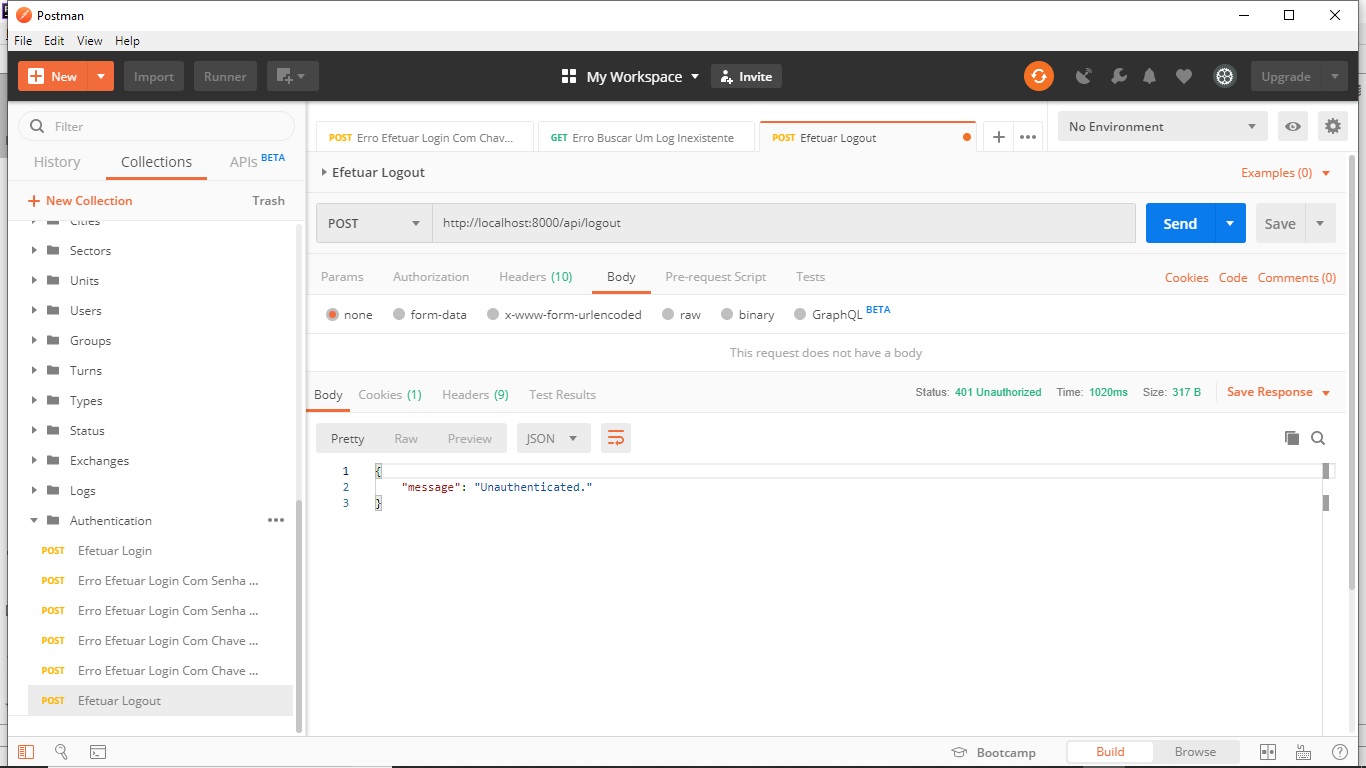 Postman
File Edit View Help
New Import Runner My Workspace Invite Upgrade
Filter
History Collections APIs BETA
New Collection Trash
Cities
Sectors
Units
Users
Groups
Turns
Types
Status
Exchanges
Logs
Authentication
POST Efetuar Login
POST Erro Efetuar Login Com Senha ...
POST Erro Efetuar Login Com Senha ...
POST Erro Efetuar Login Com Chave ...
POST Erro Efetuar Login Com Chave ...
POST Efetuar Logout
POST Erro Efetuar Login Com Chav... GET Erro Buscar Um Log Inexistente POST Efetuar Logout No Environment
Efetuar Logout Examples (0)
POST http://localhost:8000/api/logout Send Save
Params Authorization Headers (10) Body Pre-request Script Tests Cookies Code Comments (0)
none form-data x-www-form-urlencoded raw binary GraphQL BETA
This request does not have a body
Body Cookies (1) Headers (9) Test Results Status: 401 Unauthorized Time: 1020ms Size: 317 B Save Response
Pretty Raw Preview JSON
1 {
2 "message": "Unauthenticated."
3 }
Bootcamp Build Browse